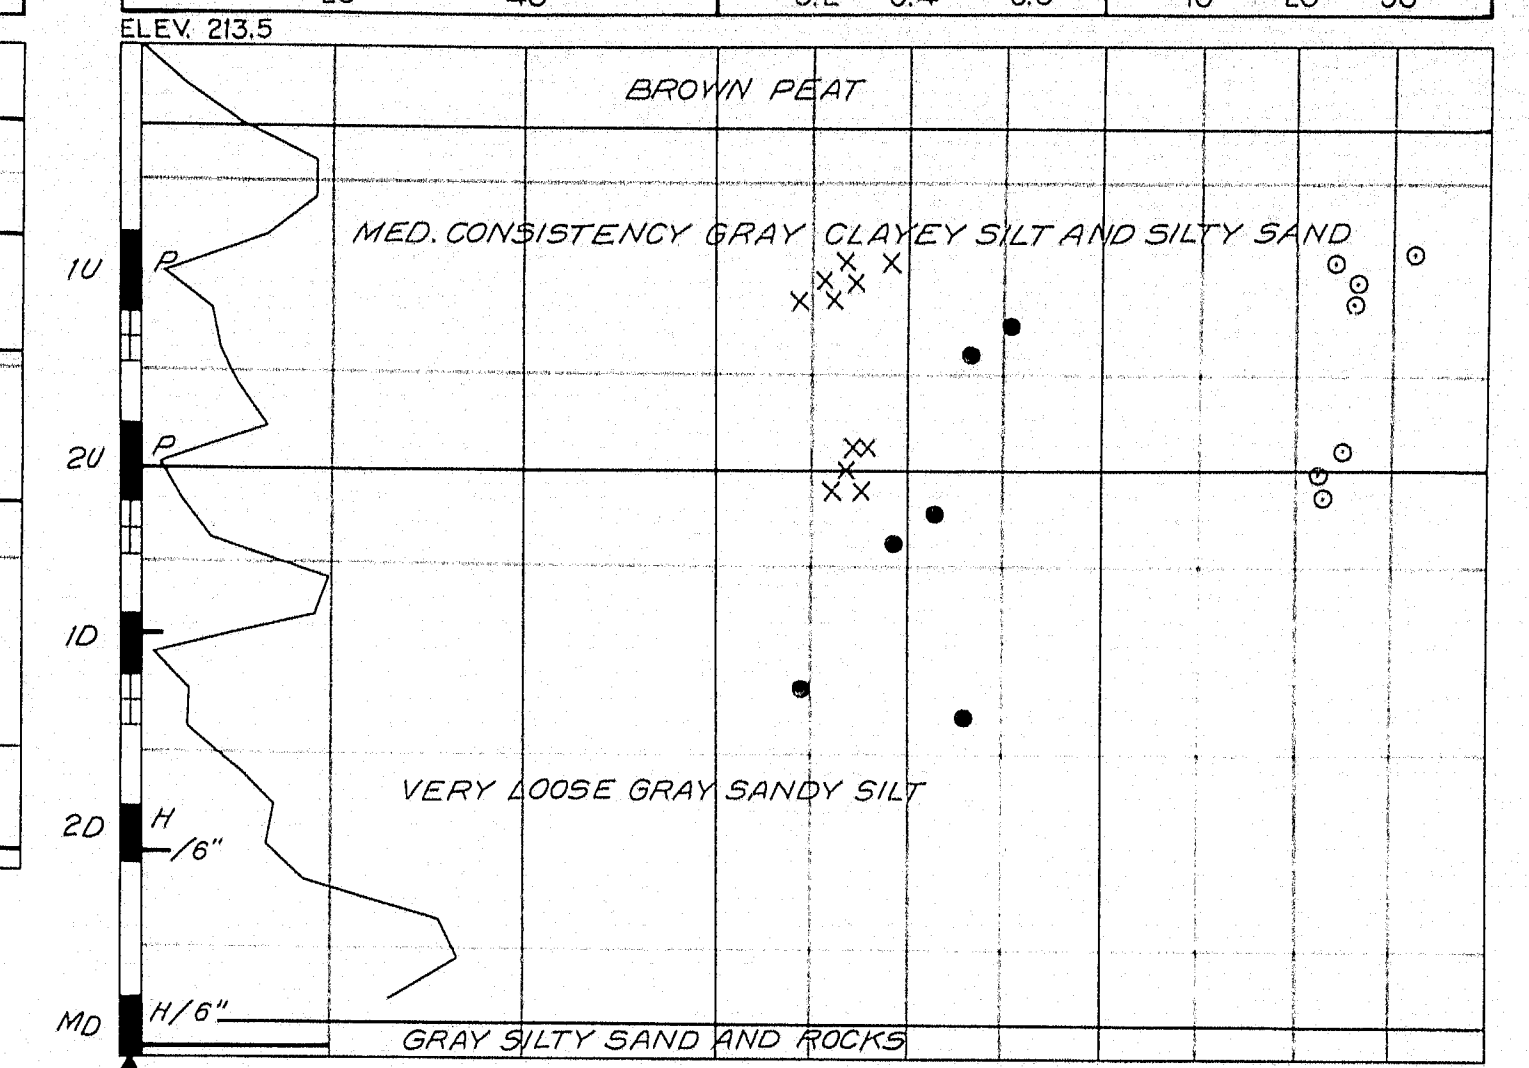 ELEV. 213.5
BROWN PEAT
MED. CONSISTENCY GRAY CLAYEY SILT AND SILTY SAND
1U P
2U P
1D
VERY LOOSE GRAY SANDY SILT
2D H
/6"
MD H/6"
GRAY SILTY SAND AND ROCKS